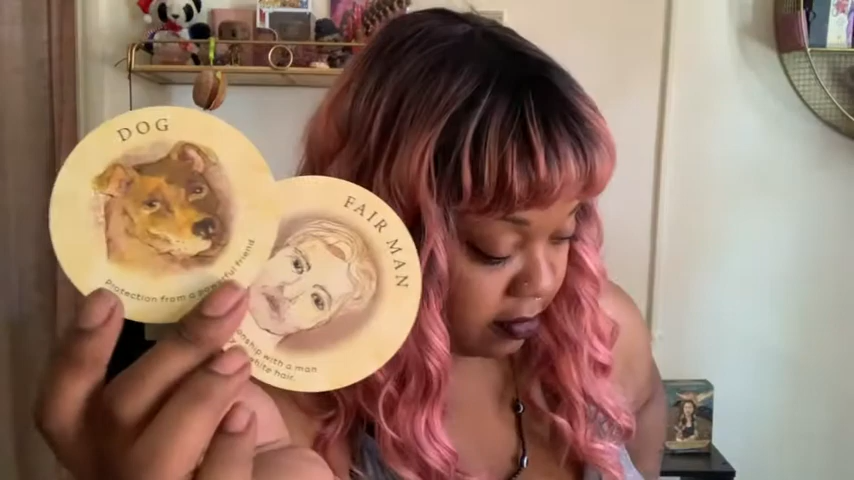 DOG
Protection from a powerful friend
FAIR MAN
with a man
white hair.